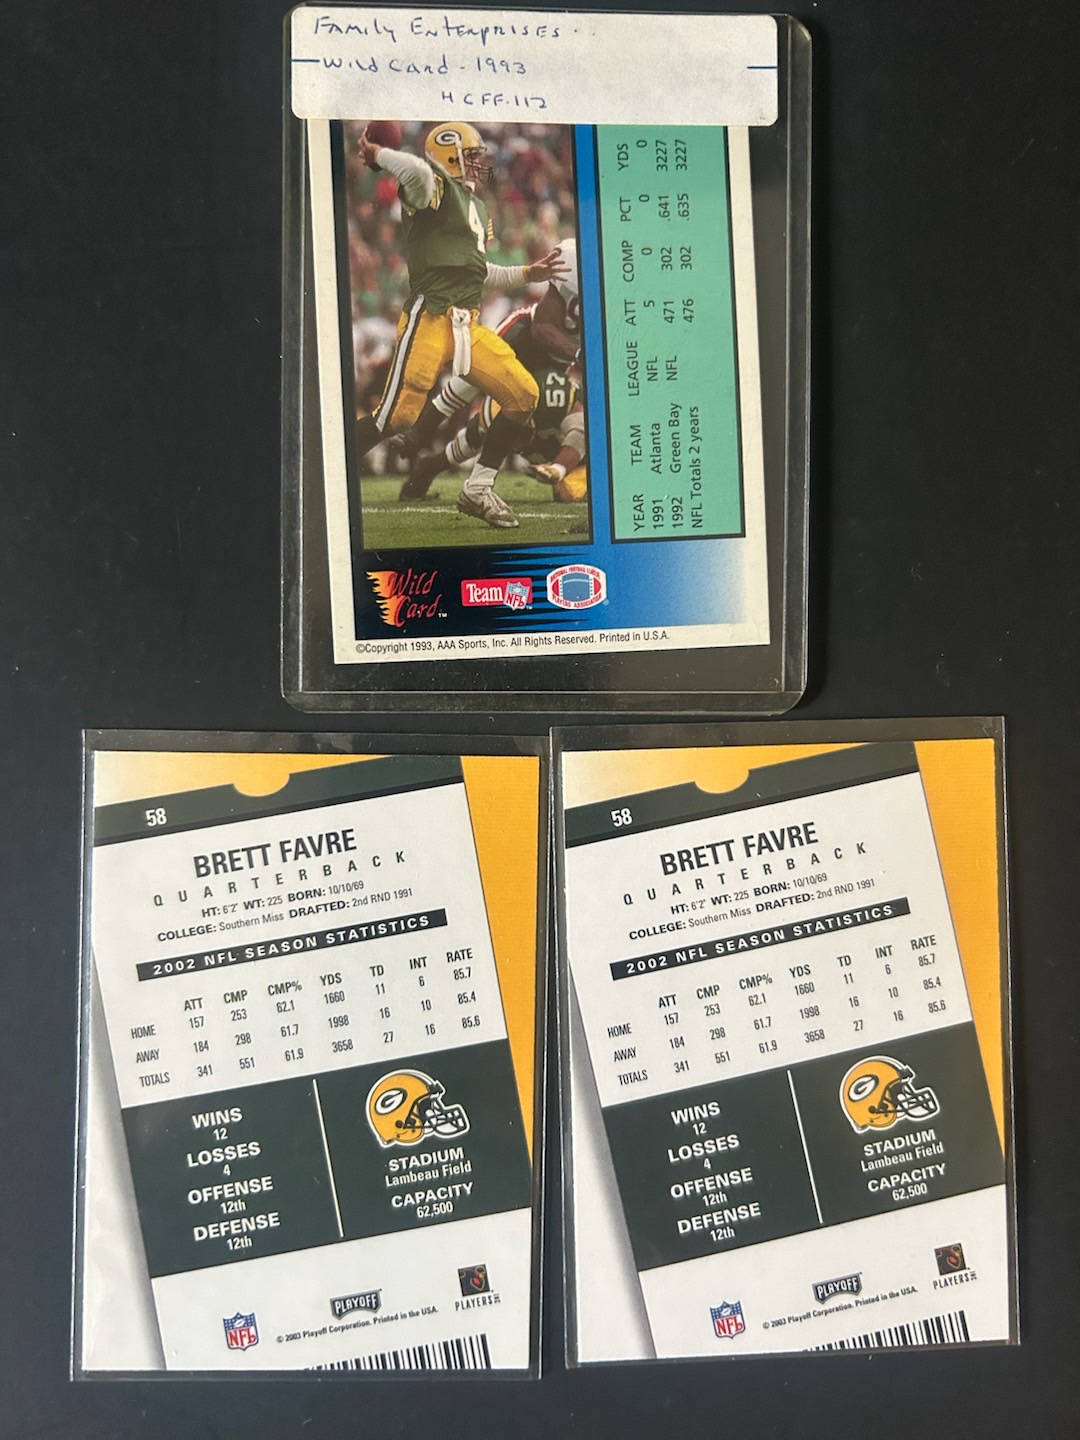 Family Enterprises..
Wild Card - 1993
HCFF-112
4
57
YEAR TEAM LEAGUE ATT COMP PCT YDS
1991 Atlanta NFL 5 0 0 0
1992 Green Bay NFL 471 302 .641 3227
NFL Totals 2 years 476 302 .635 3227
Wild Card™
Team NFL™
NATIONAL FOOTBALL LEAGUE PLAYERS ASSOCIATION®
©Copyright 1993, AAA Sports, Inc. All Rights Reserved. Printed in U.S.A.
58
BRETT FAVRE
QUARTERBACK
HT: 6'2" WT: 225 BORN: 10/10/69
COLLEGE: Southern Miss DRAFTED: 2nd RND 1991
2002 NFL SEASON STATISTICS
ATT CMP CMP% YDS TD INT RATE
HOME 157 253 62.1 1660 11 6 85.7
AWAY 184 298 61.7 1998 16 10 85.4
TOTALS 341 551 61.9 3658 27 16 85.6
WINS
12
LOSSES
4
OFFENSE
12th
DEFENSE
12th
G
STADIUM
Lambeau Field
CAPACITY
62,500
NFL
PLAYOFF
© 2003 Playoff Corporation. Printed in the USA.
PLAYERS INC
58
BRETT FAVRE
QUARTERBACK
HT: 6'2" WT: 225 BORN: 10/10/69
COLLEGE: Southern Miss DRAFTED: 2nd RND 1991
2002 NFL SEASON STATISTICS
ATT CMP CMP% YDS TD INT RATE
HOME 157 253 62.1 1660 11 6 85.7
AWAY 184 298 61.7 1998 16 10 85.4
TOTALS 341 551 61.9 3658 27 16 85.6
WINS
12
LOSSES
4
OFFENSE
12th
DEFENSE
12th
G
STADIUM
Lambeau Field
CAPACITY
62,500
NFL
PLAYOFF
© 2003 Playoff Corporation. Printed in the USA.
PLAYERS INC